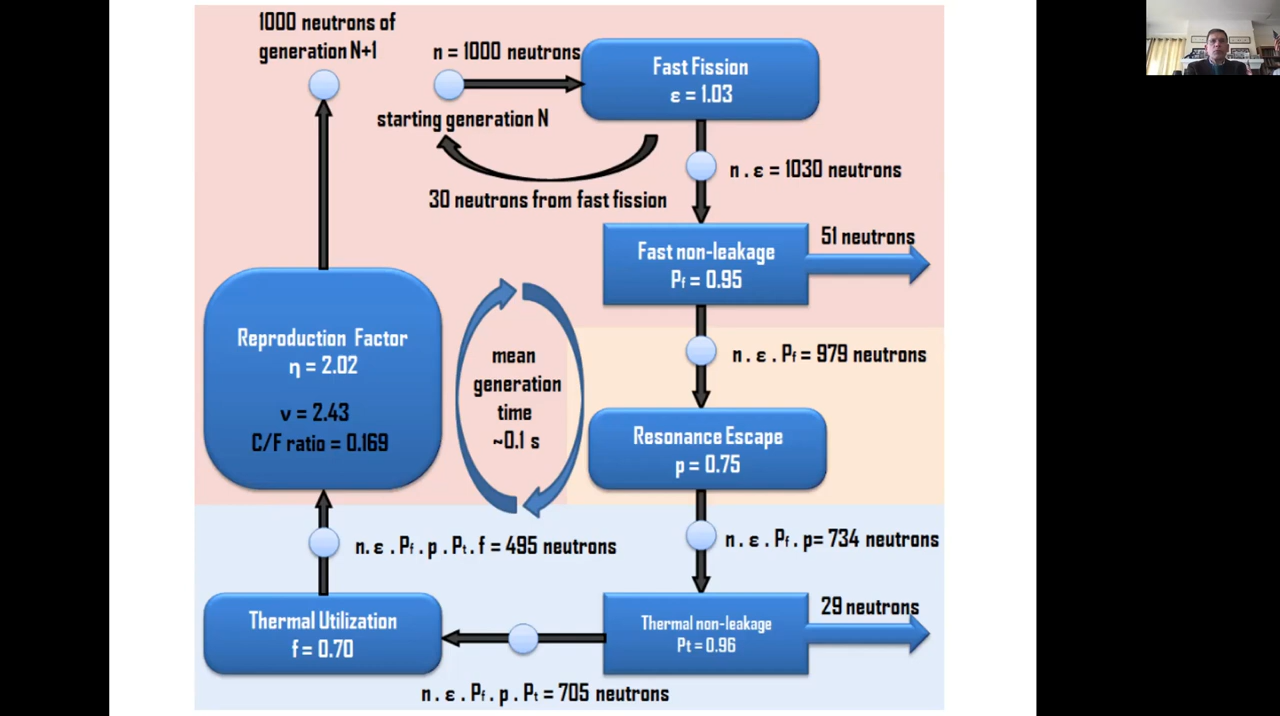 1000 neutrons of
generation N+1
n = 1000 neutrons
starting generation N
Fast Fission
ε = 1.03
n . ε = 1030 neutrons
30 neutrons from fast fission
Fast non-leakage
Pf = 0.95
51 neutrons
n . ε . Pf = 979 neutrons
Reproduction Factor
η = 2.02
ν = 2.43
C/F ratio = 0.169
mean
generation
time
~0.1 s
Resonance Escape
p = 0.75
n . ε . Pf . p= 734 neutrons
n. ε . Pf . p . Pt . f = 495 neutrons
Thermal Utilization
f = 0.70
Thermal non-leakage
Pt = 0.96
29 neutrons
n . ε . Pf . p . Pt = 705 neutrons